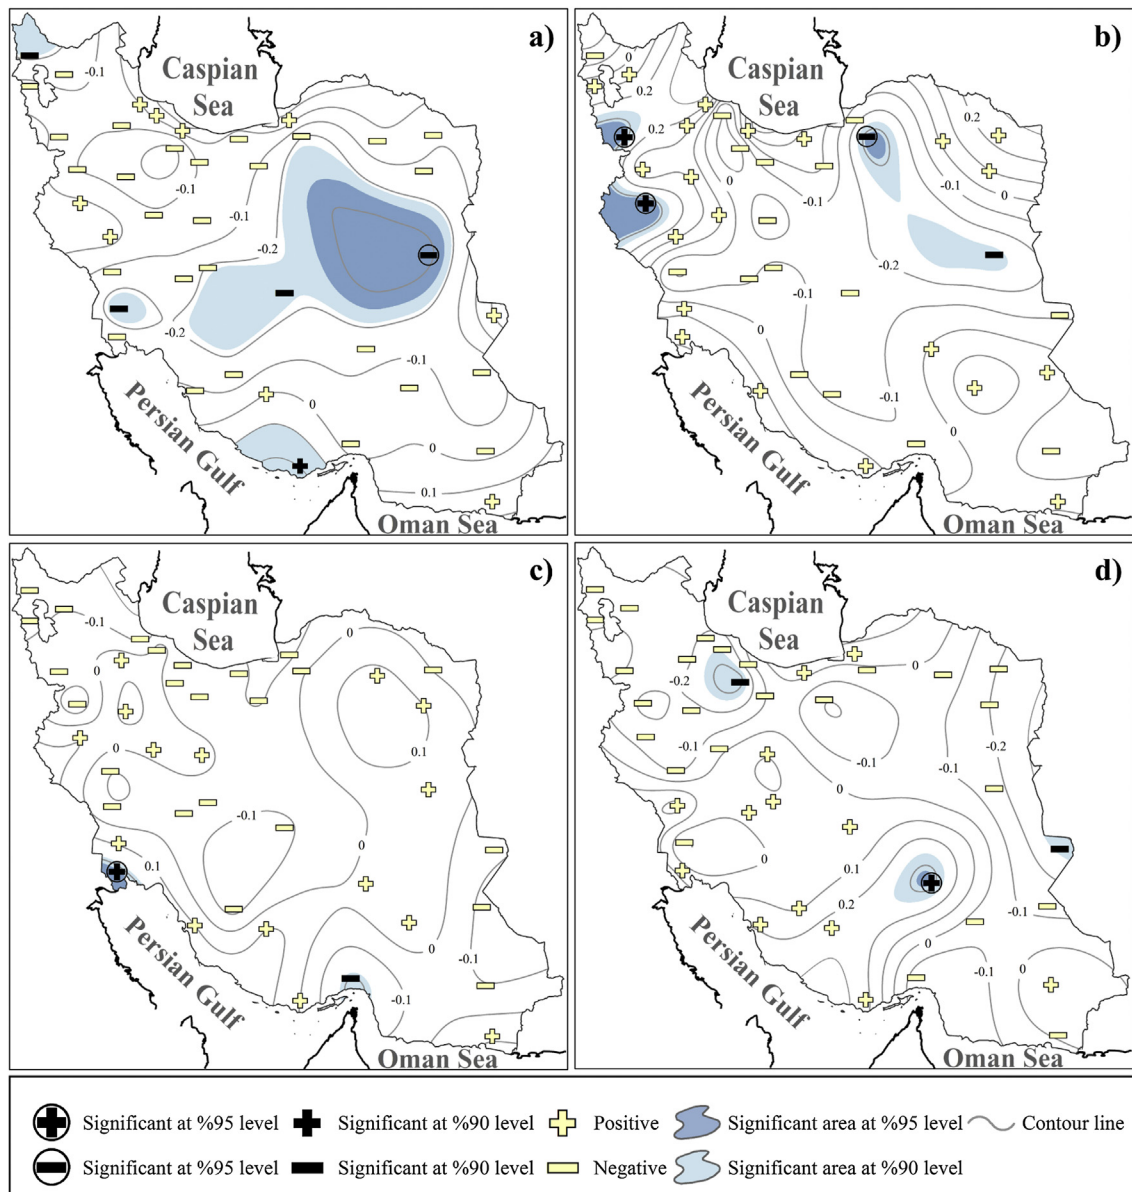 a)
Caspian
Sea
-0.1
-0.1
-0.1
-0.2
-0.2
-0.1
0
0
0.1
Persian Gulf
Oman Sea
b)
Caspian
Sea
0
0.2
0.2
0.2
0
-0.1
-0.2
-0.1
0
-0.1
0
0
Persian Gulf
Oman Sea
c)
Caspian
Sea
-0.1
0
0
0
0.1
-0.1
0
0.1
0
-0.1
-0.1
Persian Gulf
Oman Sea
d)
Caspian
Sea
0
-0.2
-0.1
-0.2
-0.1
-0.1
0
0
0.1
0.2
-0.1
0
-0.1
0
Persian Gulf
Oman Sea
Significant at %95 level
Significant at %90 level
Positive
Significant area at %95 level
Contour line
Significant at %95 level
Significant at %90 level
Negative
Significant area at %90 level